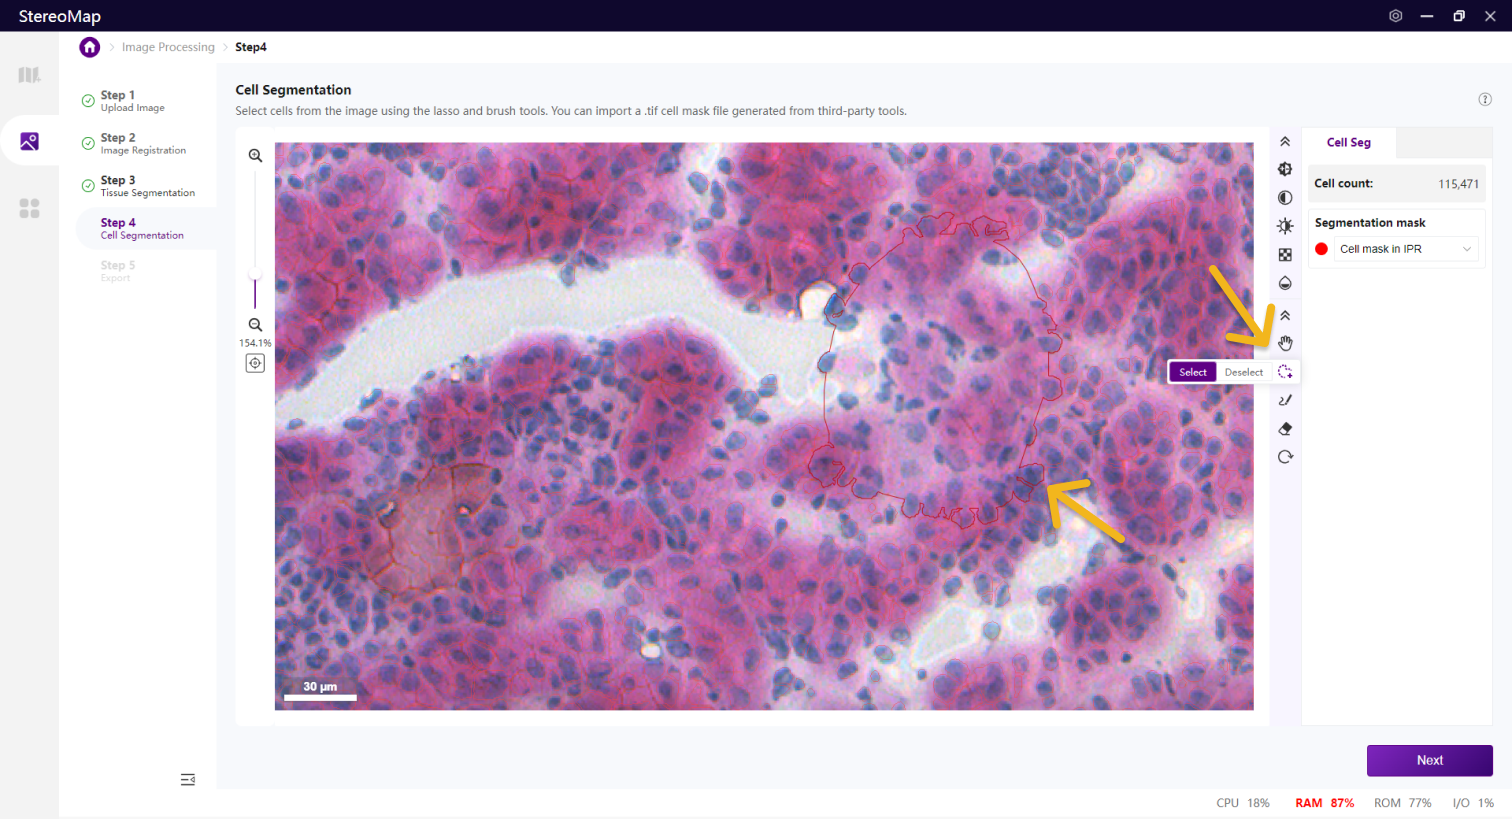 StereoMap
Image Processing
Step4
Step 1
Upload Image
Step 2
Image Registration
Step 3
Tissue Segmentation
Step 4
Cell Segmentation
Step 5
Export
Cell Segmentation
Select cells from the image using the lasso and brush tools. You can import a .tif cell mask file generated from third-party tools.
154.1%
30 μm
Select Deselect
Cell Seg
Cell count: 115,471
Segmentation mask
Cell mask in IPR
Next
CPU 18% RAM 87% ROM 77% I/O 1%